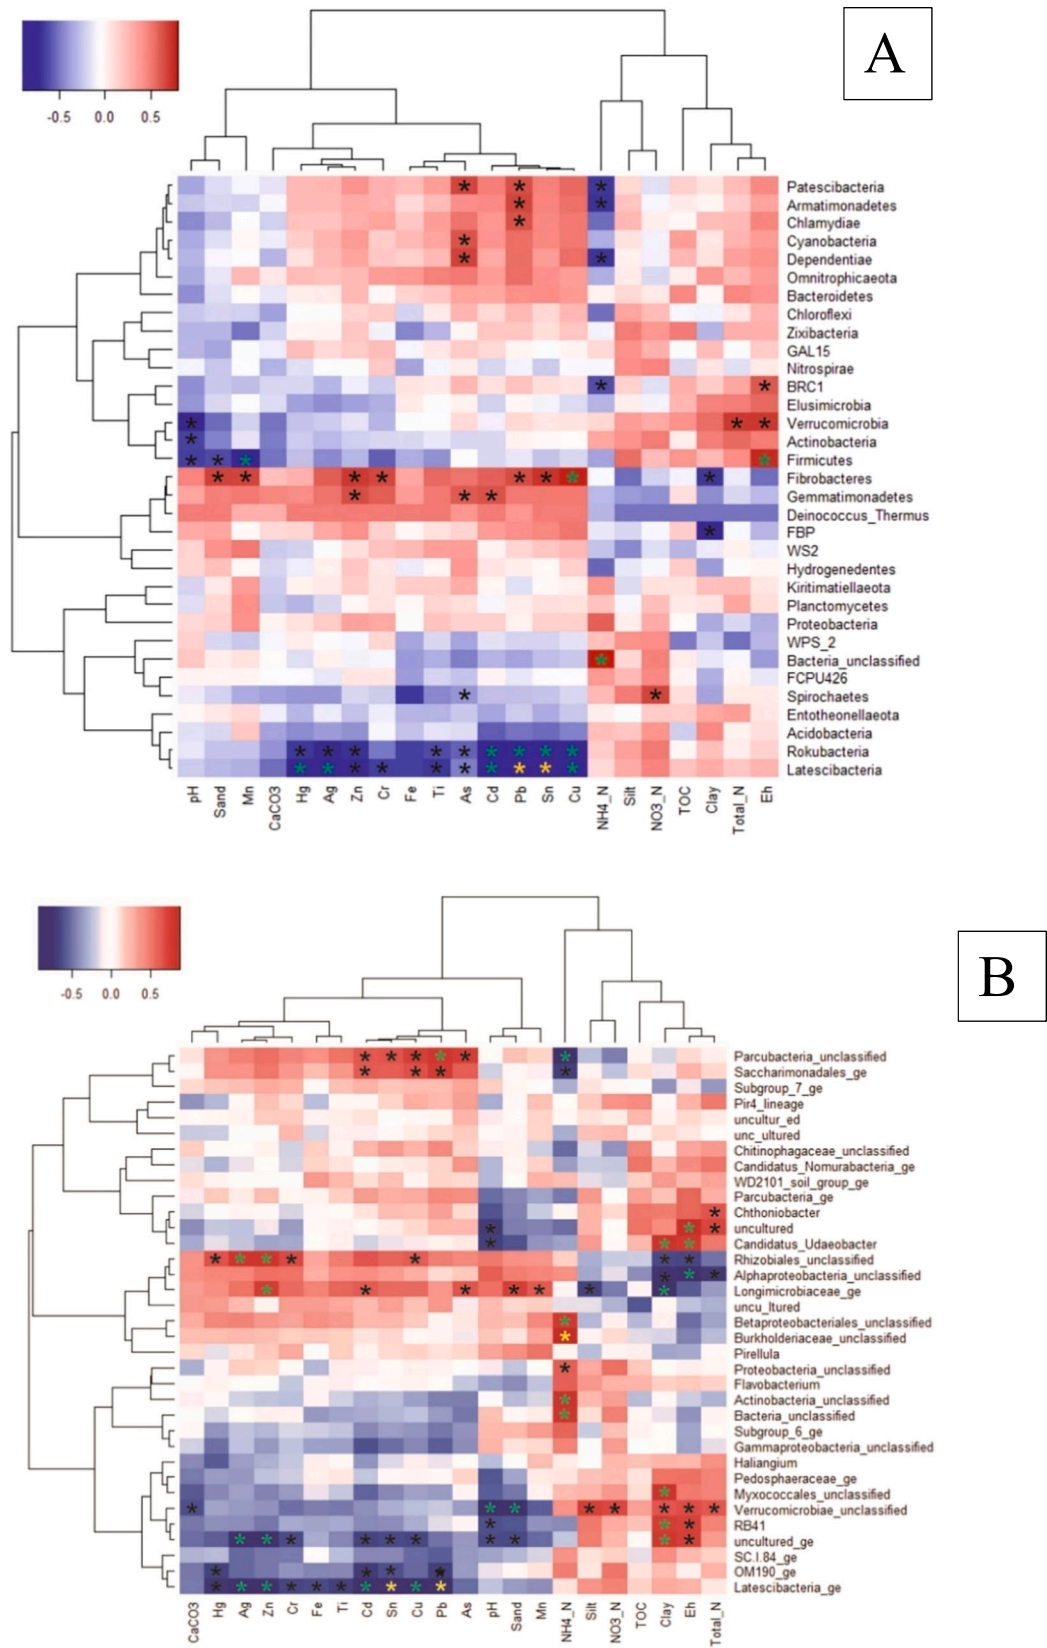 A
-0.5 0.0 0.5
Patescibacteria
Armatimonadetes
Chlamydiae
Cyanobacteria
Dependentiae
Omnitrophicaeota
Bacteroidetes
Chloroflexi
Zixibacteria
GAL15
Nitrospirae
BRC1
Elusimicrobia
Verrucomicrobia
Actinobacteria
Firmicutes
Fibrobacteres
Gemmatimonadetes
Deinococcus_Thermus
FBP
WS2
Hydrogenedentes
Kiritimatiellaeota
Planctomycetes
Proteobacteria
WPS_2
Bacteria_unclassified
FCPU426
Spirochaetes
Entotheonellaeota
Acidobacteria
Rokubacteria
Latescibacteria
pH Sand Mn CaCO3 Hg Ag Zn Cr Fe Ti As Cd Pb Sn Cu NH4_N Silt NO3_N TOC Clay Total_N Eh
B
-0.5 0.0 0.5
Parcubacteria_unclassified
Saccharimonadales_ge
Subgroup_7_ge
Pir4_lineage
uncultur_ed
unc_ultured
Chitinophagaceae_unclassified
Candidatus_Nomurabacteria_ge
WD2101_soil_group_ge
Parcubacteria_ge
Chthoniobacter
uncultured
Candidatus_Udaeobacter
Rhizobiales_unclassified
Alphaproteobacteria_unclassified
Longimicrobiaceae_ge
uncu_ltured
Betaproteobacteriales_unclassified
Burkholderiaceae_unclassified
Pirellula
Proteobacteria_unclassified
Flavobacterium
Actinobacteria_unclassified
Bacteria_unclassified
Subgroup_6_ge
Gammaproteobacteria_unclassified
Haliangium
Pedosphaeraceae_ge
Myxococcales_unclassified
Verrucomicrobiae_unclassified
RB41
uncultured_ge
SC.I.84_ge
OM190_ge
Latescibacteria_ge
CaCO3 Hg Ag Zn Cr Fe Ti Cd Sn Cu Pb As pH Sand Mn NH4_N Silt NO3_N TOC Clay Eh Total_N